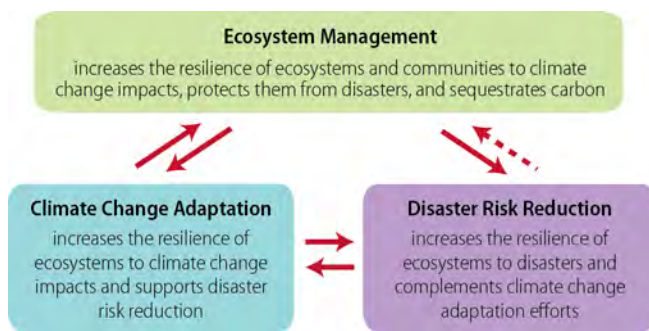 Ecosystem Management
increases the resilience of ecosystems and communities to climate
change impacts, protects them from disasters, and sequestrates carbon
Climate Change Adaptation
increases the resilience of
ecosystems to climate change
impacts and supports disaster
risk reduction
Disaster Risk Reduction
increases the resilience of
ecosystems to disasters and
complements climate change
adaptation efforts